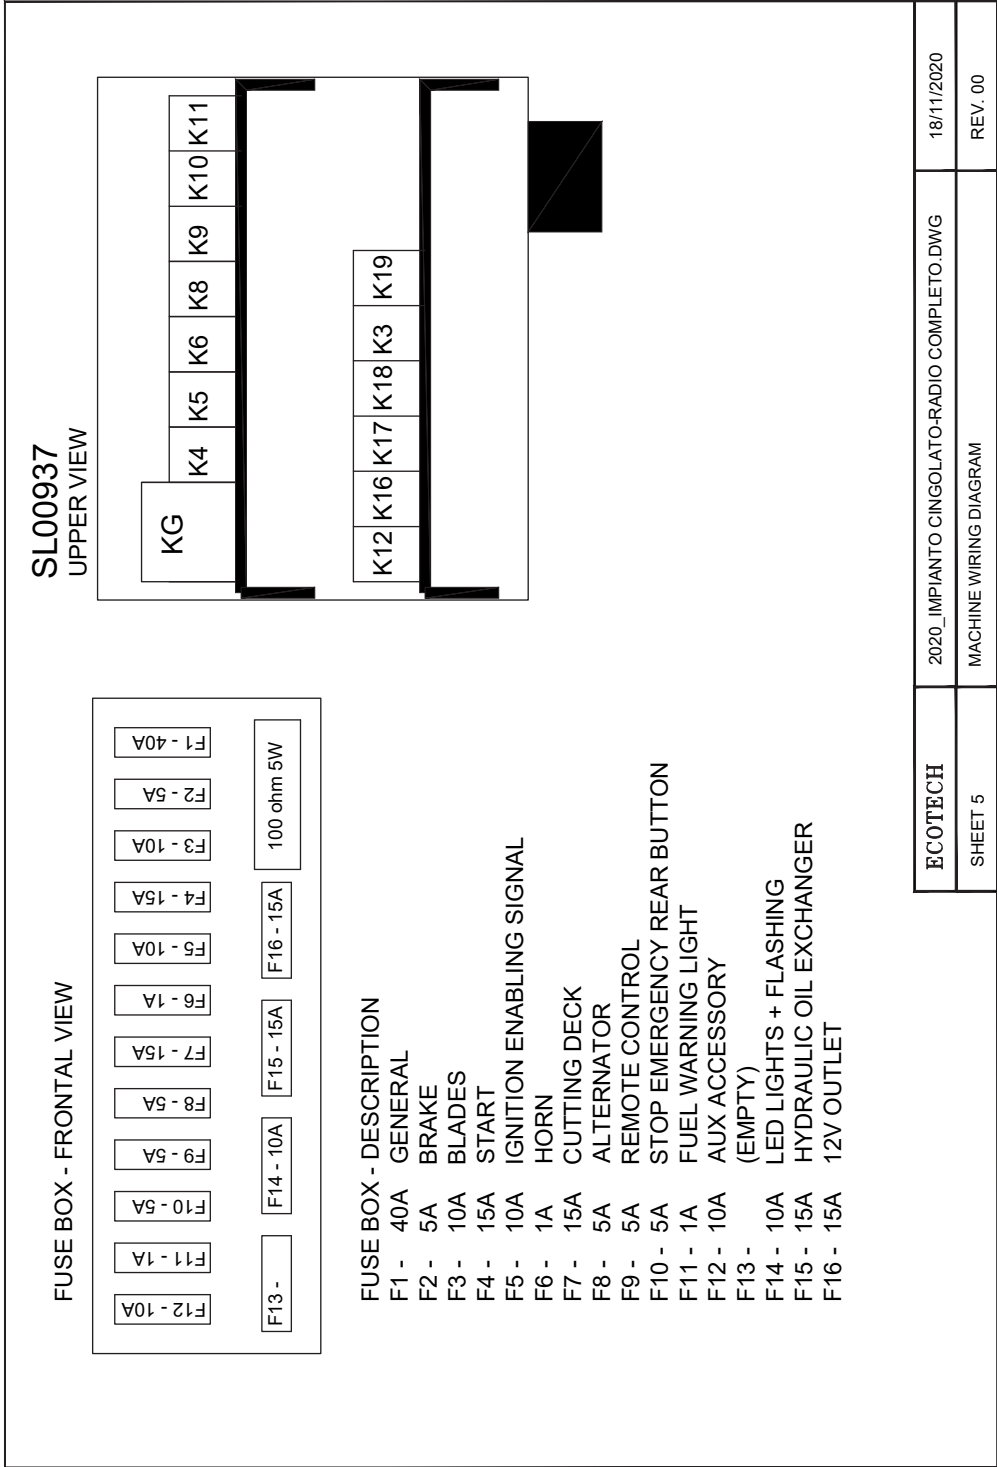 FUSE BOX - FRONTAL VIEW
F12 - 10A
F11 - 1A
F10 - 5A
F9 - 5A
F8 - 5A
F7 - 15A
F6 - 1A
F5 - 10A
F4 - 15A
F3 - 10A
F2 - 5A
F1 - 40A
F13 -
F14 - 10A
F15 - 15A
F16 - 15A
100 ohm 5W
SL00937
UPPER VIEW
KG
K4
K5
K6
K8
K9
K10
K11
K12
K16
K17
K18
K3
K19
FUSE BOX - DESCRIPTION
F1 - 40A GENERAL
F2 - 5A BRAKE
F3 - 10A BLADES
F4 - 15A START
F5 - 10A IGNITION ENABLING SIGNAL
F6 - 1A HORN
F7 - 15A CUTTING DECK
F8 - 5A ALTERNATOR
F9 - 5A REMOTE CONTROL
F10 - 5A STOP EMERGENCY REAR BUTTON
F11 - 1A FUEL WARNING LIGHT
F12 - 10A AUX ACCESSORY
F13 - (EMPTY)
F14 - 10A LED LIGHTS + FLASHING
F15 - 15A HYDRAULIC OIL EXCHANGER
F16 - 15A 12V OUTLET
ECOTECH
2020_IMPIANTO CINGOLATO-RADIO COMPLETO.DWG
18/11/2020
SHEET 5
MACHINE WIRING DIAGRAM
REV. 00